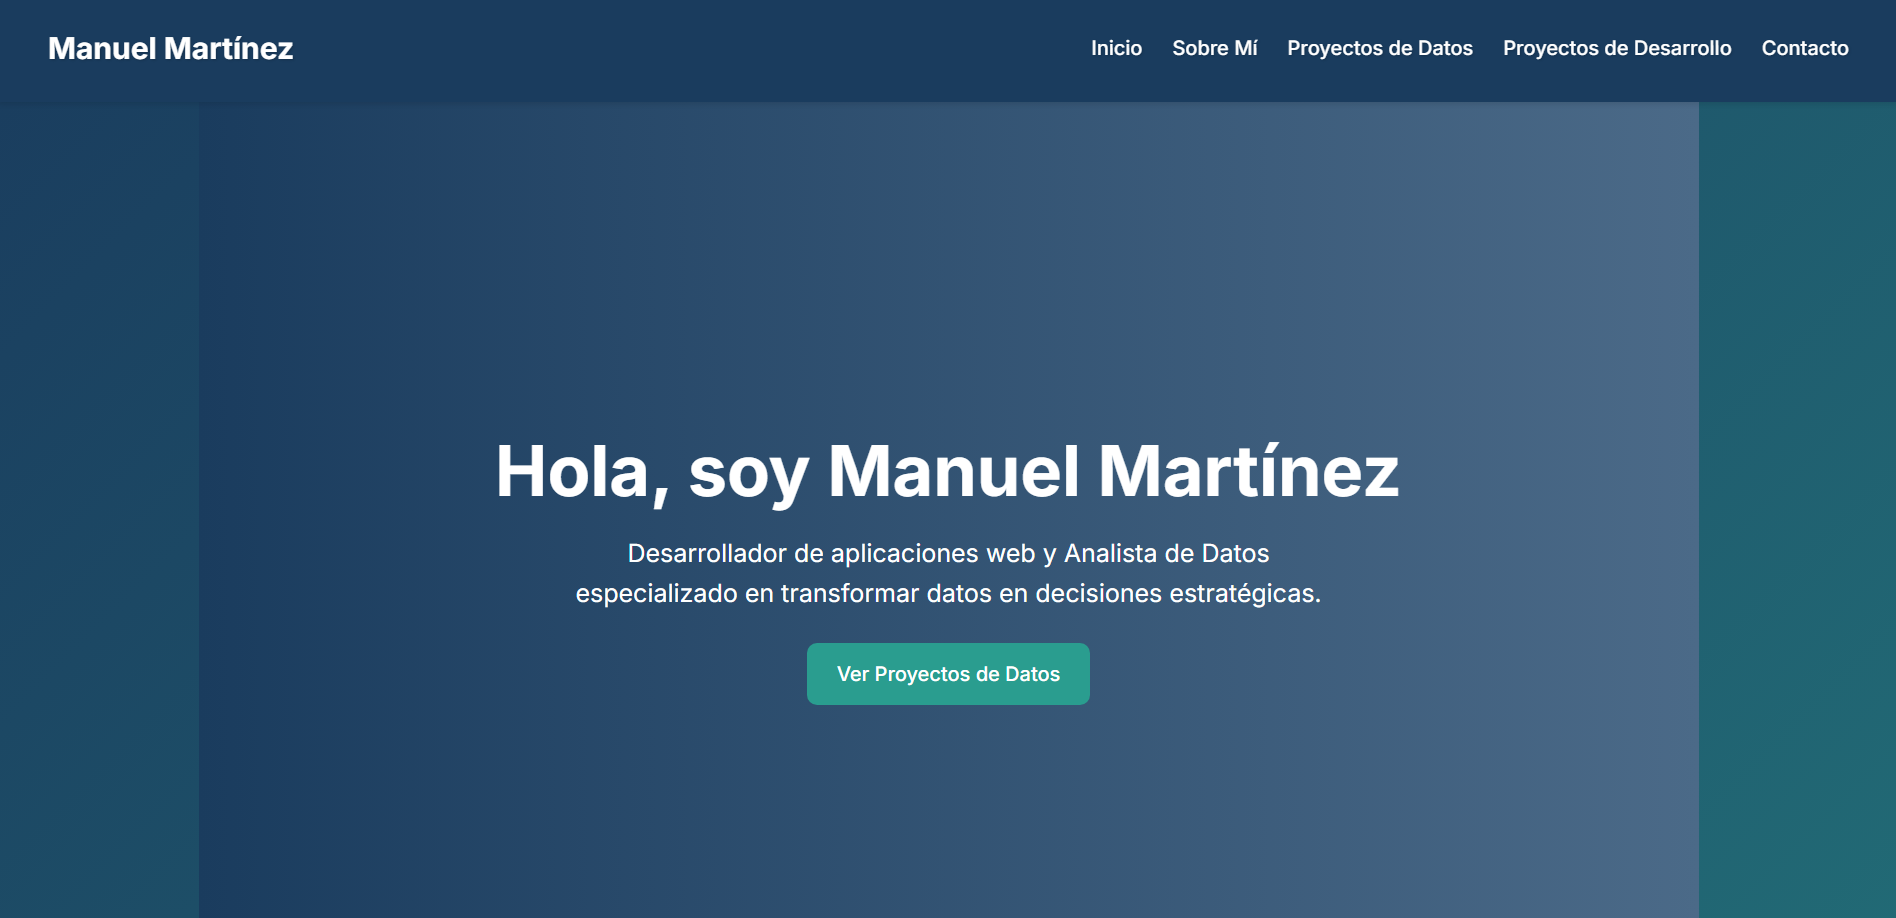 Manuel Martínez
Inicio
Sobre Mí
Proyectos de Datos
Proyectos de Desarrollo
Contacto
Hola, soy Manuel Martínez
Desarrollador de aplicaciones web y Analista de Datos
especializado en transformar datos en decisiones estratégicas.
Ver Proyectos de Datos